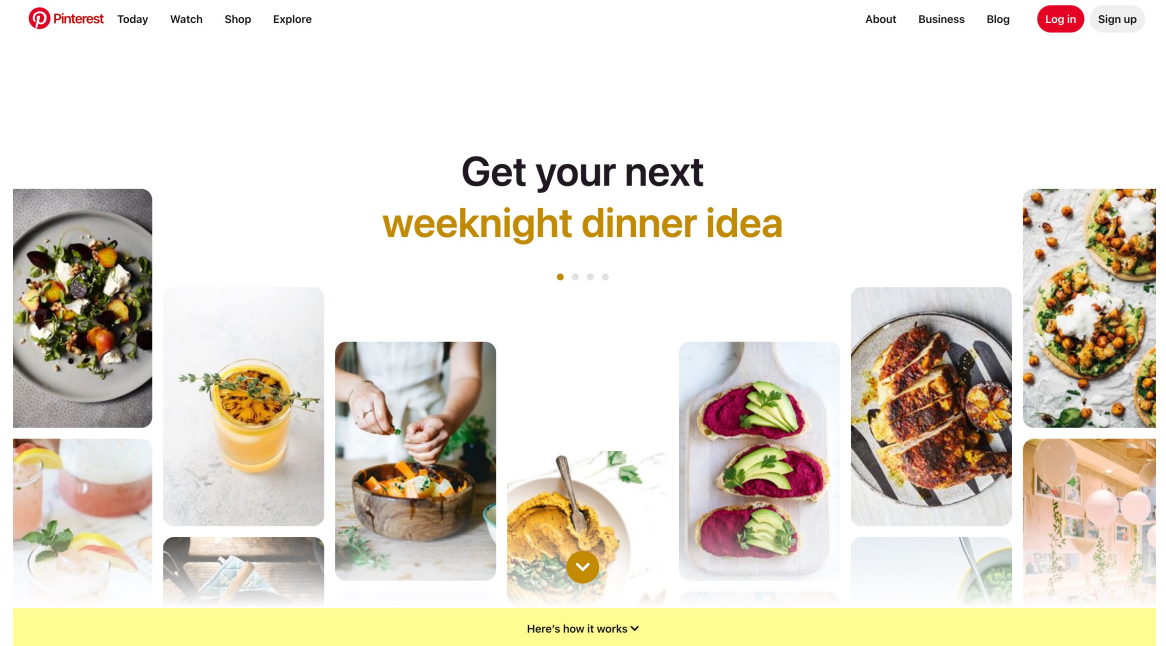 Pinterest Today Watch Shop Explore About Business Blog Log in Sign up
Get your next
weeknight dinner idea
Here's how it works